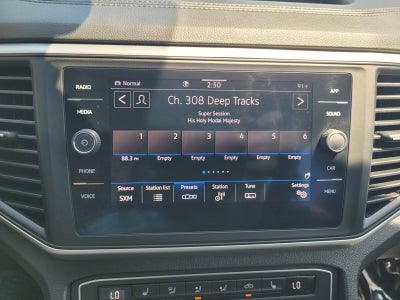 RADIO
MEDIA
PHONE
VOICE
Normal
2:50
Ch. 308 Deep Tracks
Super Session
His Holy Modal Majesty
1 2 3 4 5 6
88.3 FM Empty Empty Empty Empty Empty
Source Station list Presets Station Tune Settings
SXM
APP
SOUND
CAR
MENU
LO LO